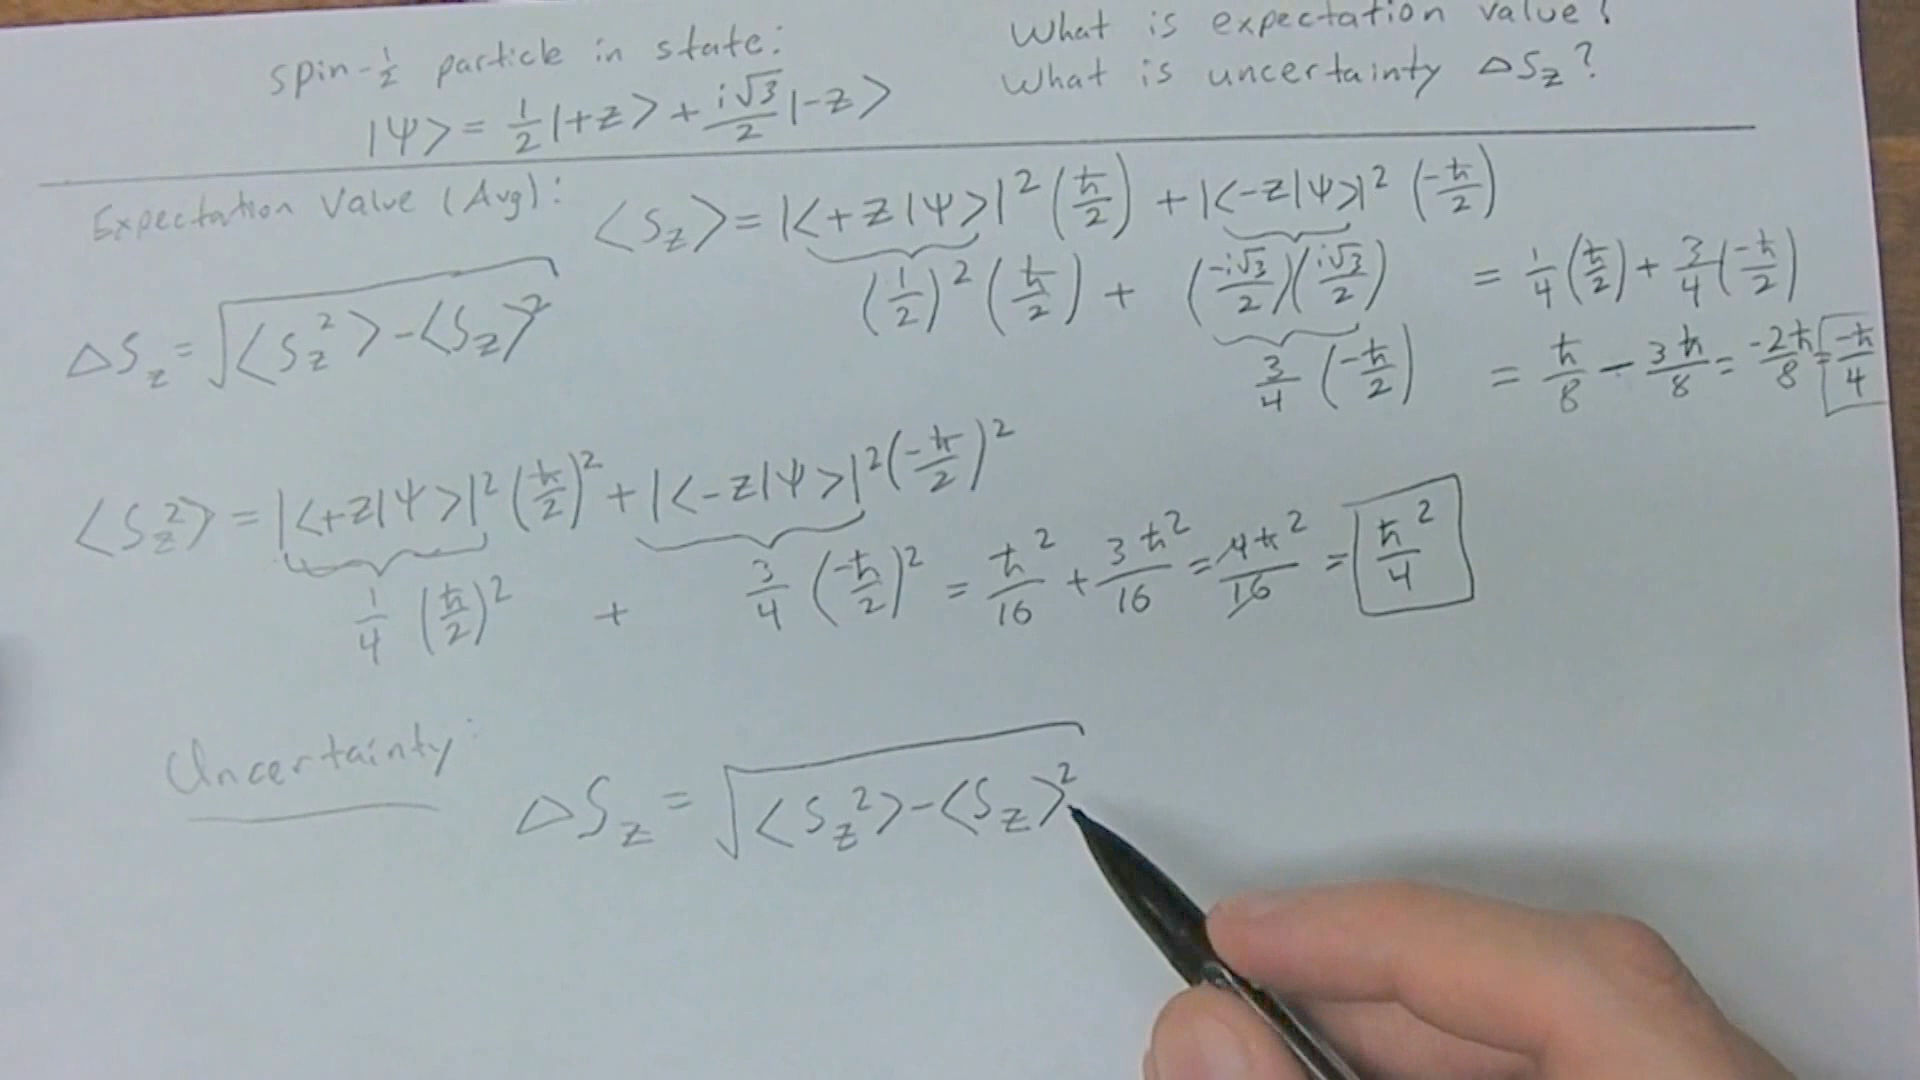 spin-½ particle in state:
|ψ> = 1/2 |+z> + i√3/2 |-z>
What is expectation value?
What is uncertainty ΔSz?
Expectation Value (Avg):
<Sz> = |<+z|ψ>|² (ħ/2) + |<-z|ψ>|² (-ħ/2)
(1/2)² (ħ/2) + (-i√3/2)(i√3/2) = 1/4 (ħ/2) + 3/4 (-ħ/2)
3/4 (-ħ/2) = ħ/8 - 3ħ/8 = -2ħ/8 = -ħ/4
ΔSz = √(<Sz²> - <Sz>²)
<Sz²> = |<+z|ψ>|² (ħ/2)² + |<-z|ψ>|² (-ħ/2)²
1/4 (ħ/2)² + 3/4 (-ħ/2)² = ħ²/16 + 3ħ²/16 = 4ħ²/16 = ħ²/4
Uncertainty:
ΔSz = √(<Sz²> - <Sz>²)